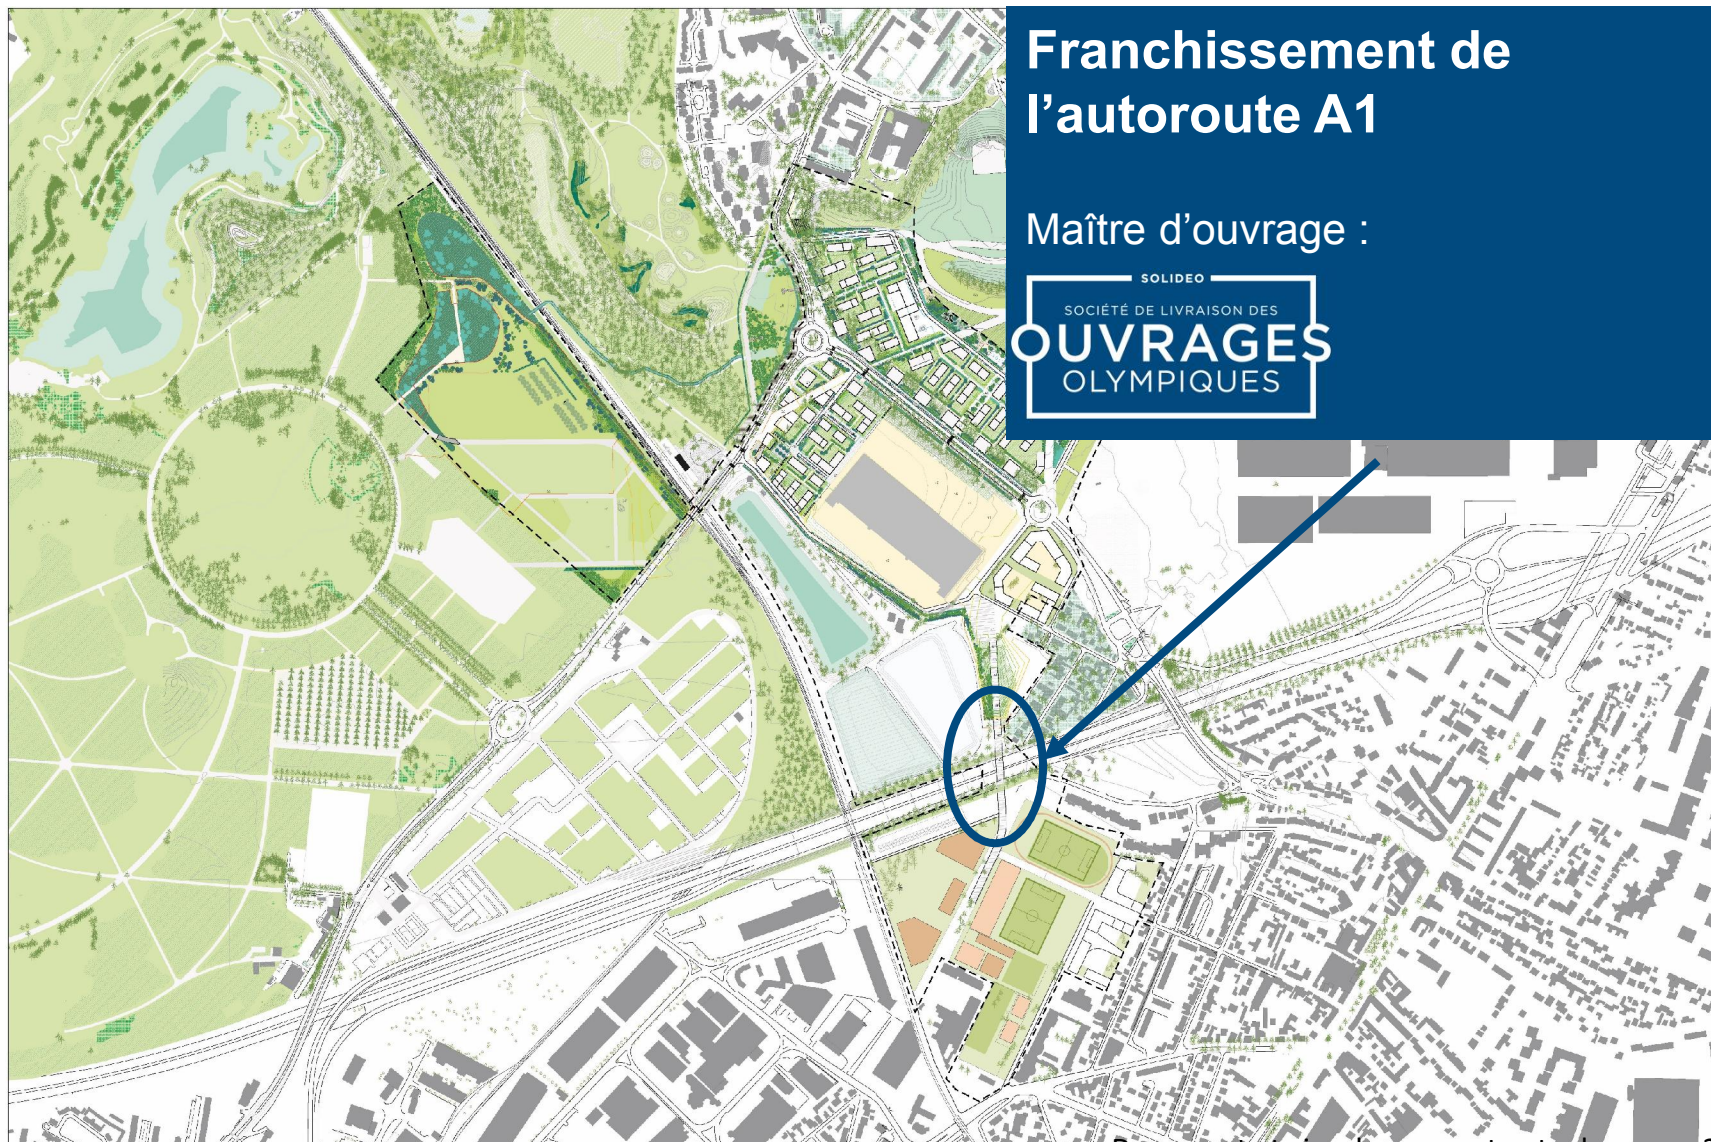 Franchissement de
l’autoroute A1
Maître d’ouvrage :
SOLIDEO
SOCIÉTÉ DE LIVRAISON DES
OUVRAGES
OLYMPIQUES